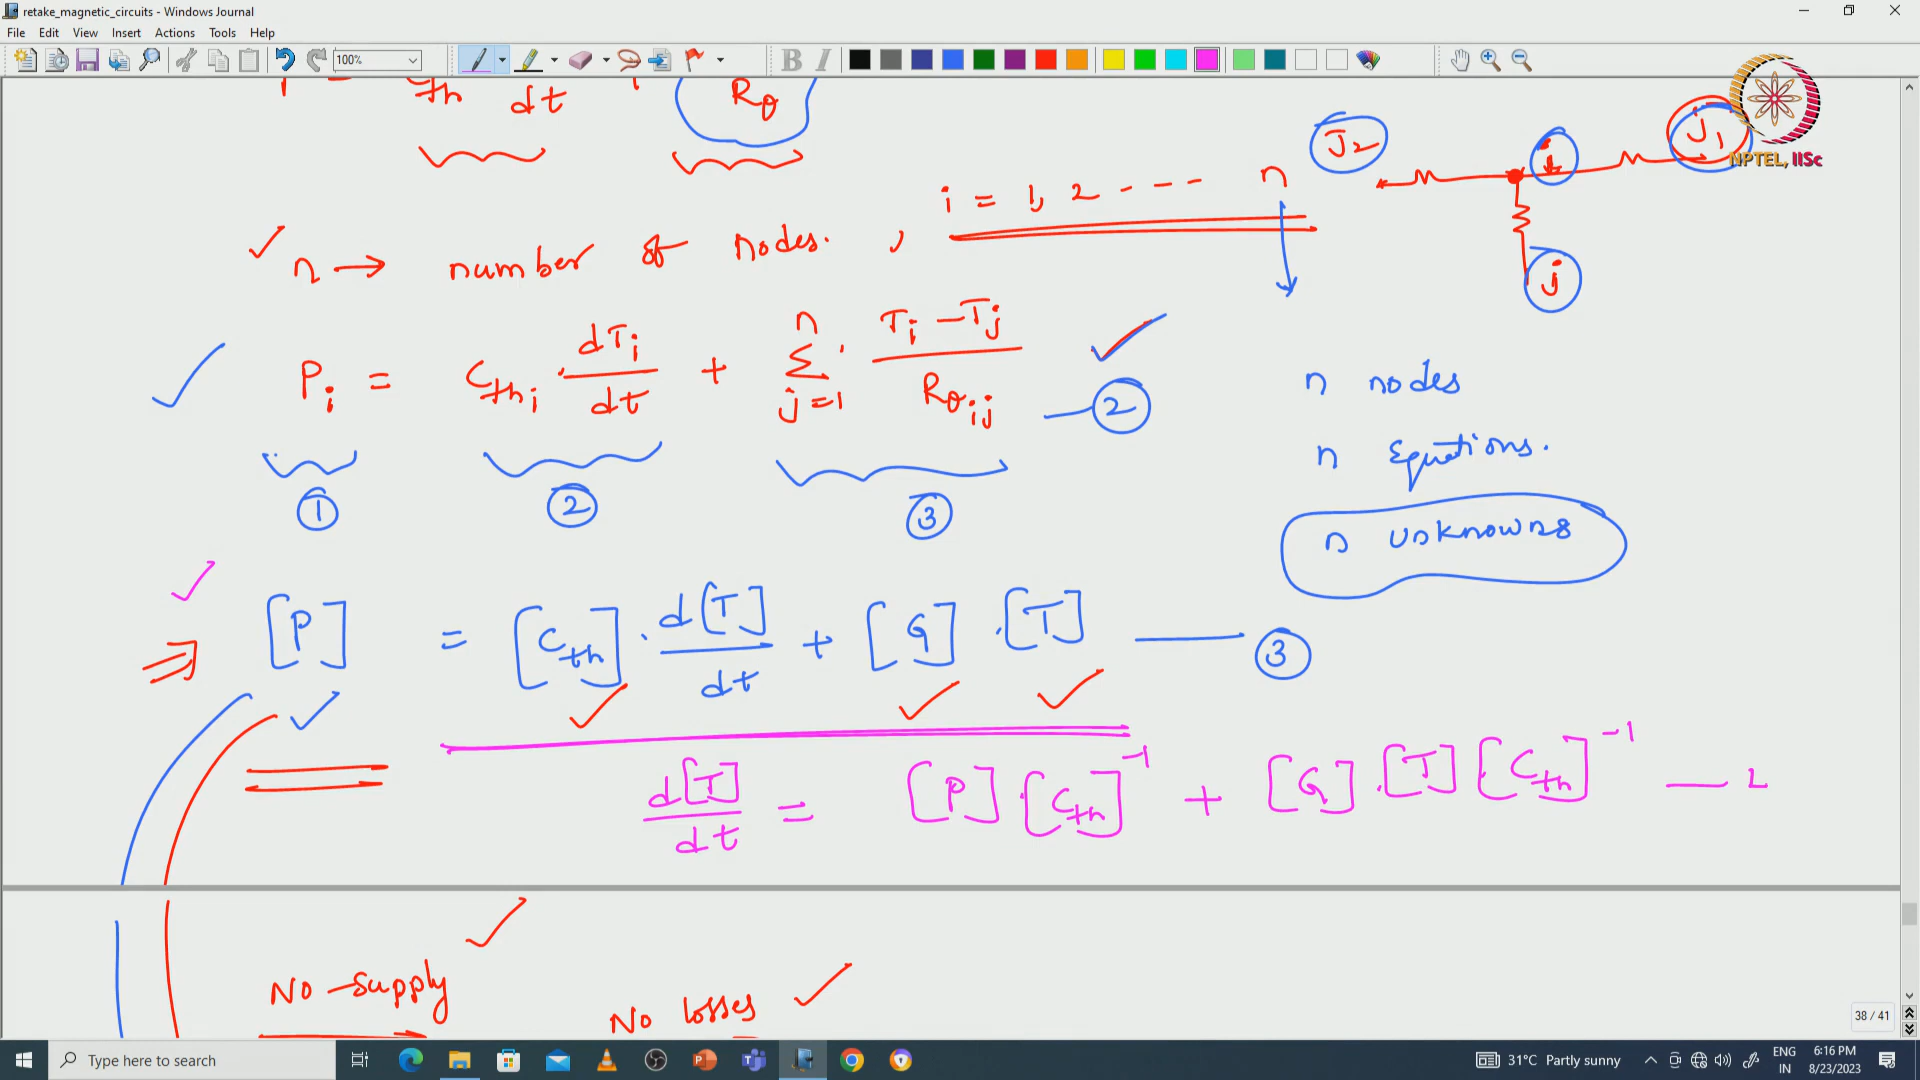 retake_magnetic_circuits - Windows Journal
File Edit View Insert Actions Tools Help
100%
B I
Cth dt Rθ
J2 i J1
NPTEL, IISc
n → number of nodes. , i = 1, 2 ---- n
j
Pi = Cthi . dTi/dt + Σ j=1 n Ti - Tj / Rθij — 2
n nodes
n Equations.
n unknowns
1 2 3
[P] = [Cth] . d[T]/dt + [G] . [T] — 3
d[T]/dt = [P] . [Cth]-1 + [G] . [T] [Cth]-1 — 2
No-supply
No losses
38 / 41
Type here to search
31°C Partly sunny
ENG
IN
6:16 PM
8/23/2023